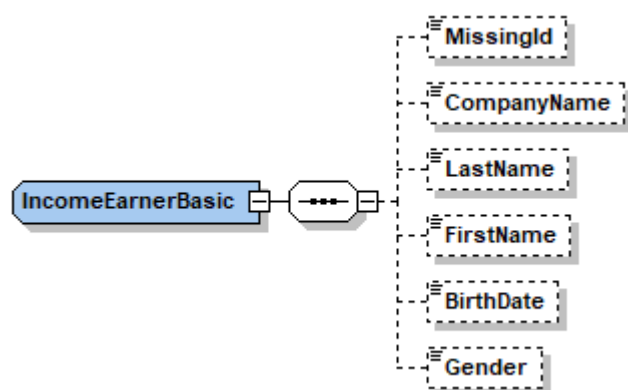 MissingId
CompanyName
LastName
IncomeEarnerBasic
FirstName
BirthDate
Gender